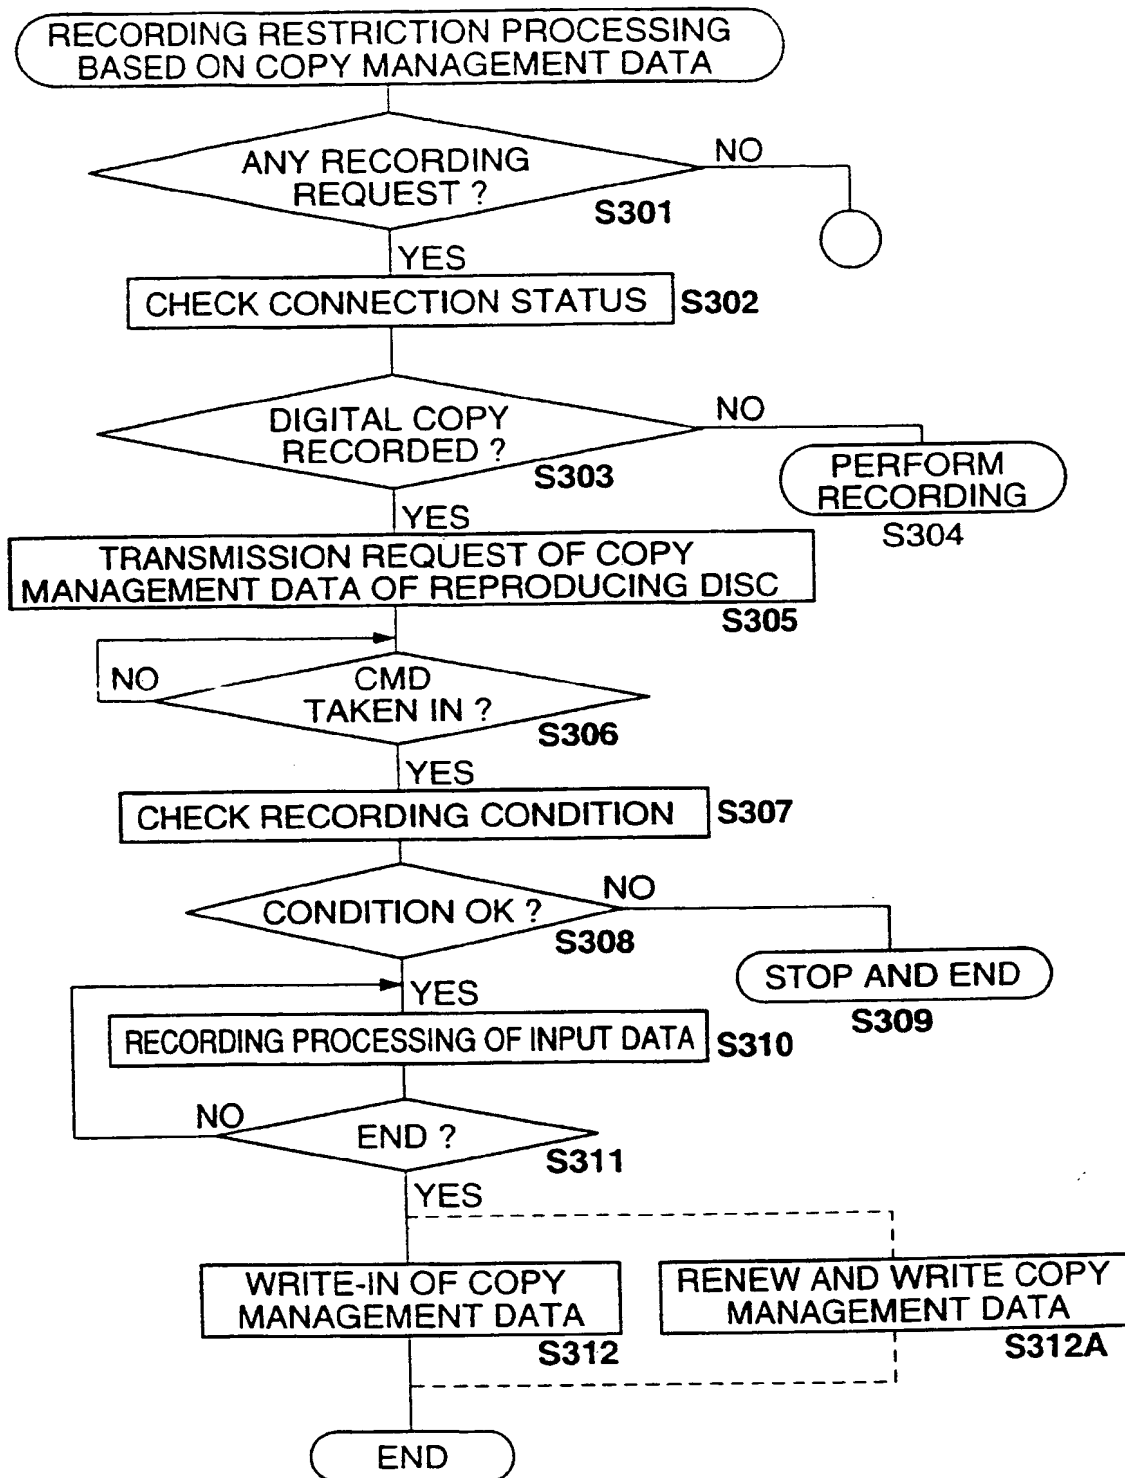 RECORDING RESTRICTION PROCESSING
BASED ON COPY MANAGEMENT DATA
ANY RECORDING
REQUEST ?
S301
NO
YES
CHECK CONNECTION STATUS
S302
DIGITAL COPY
RECORDED ?
S303
NO
PERFORM
RECORDING
S304
YES
TRANSMISSION REQUEST OF COPY
MANAGEMENT DATA OF REPRODUCING DISC
S305
NO
CMD
TAKEN IN ?
S306
YES
CHECK RECORDING CONDITION
S307
CONDITION OK ?
S308
NO
STOP AND END
S309
YES
RECORDING PROCESSING OF INPUT DATA
S310
NO
END ?
S311
YES
WRITE-IN OF COPY
MANAGEMENT DATA
S312
RENEW AND WRITE COPY
MANAGEMENT DATA
S312A
END